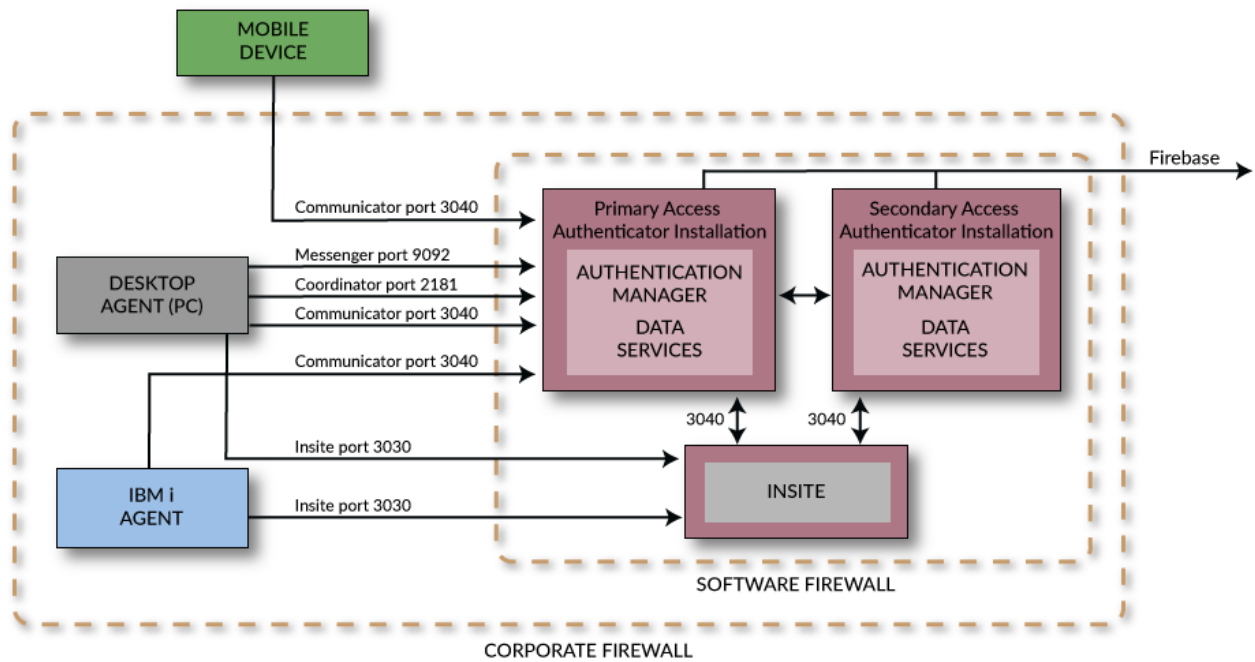 MOBILE
DEVICE
Firebase
Communicator port 3040
Primary Access
Authenticator Installation
Secondary Access
Authenticator Installation
Messenger port 9092
DESKTOP
AGENT (PC)
Coordinator port 2181
Communicator port 3040
AUTHENTICATION
MANAGER
DATA
SERVICES
AUTHENTICATION
MANAGER
DATA
SERVICES
Communicator port 3040
3040
3040
Insite port 3030
IBM i
AGENT
Insite port 3030
INSITE
SOFTWARE FIREWALL
CORPORATE FIREWALL